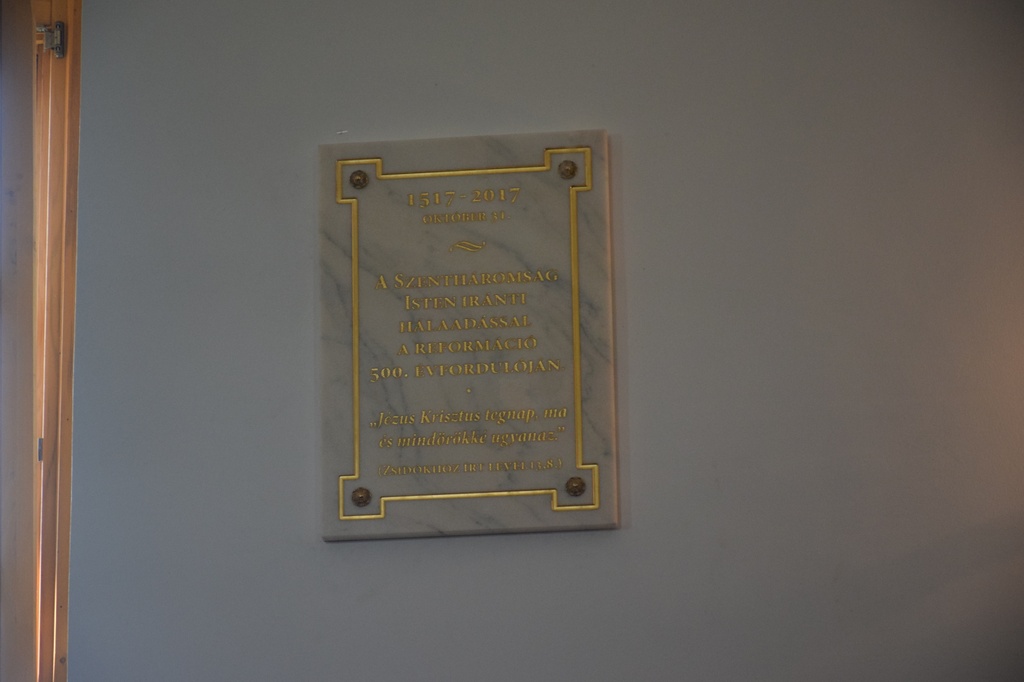 1517-2017
OKTÓBER 31.
A SZENTHÁROMSÁG
ISTEN IRÁNTI
HÁLAADÁSSAL
A REFORMÁCIÓ
500. ÉVFORDULÓJÁN
„Jézus Krisztus tegnap, ma
és mindörökké ugyanaz.”
(ZSIDÓKHOZ ÍRT LEVÉL 13,8.)